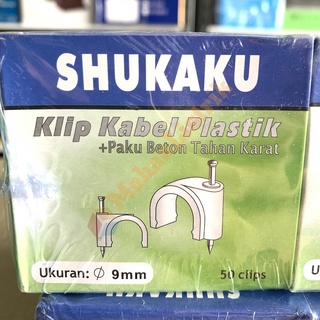 SHUKAKU
Klip Kabel Plastik
+Paku Beton Tahan Karat
Ukuran: Ø 9mm
50 clips